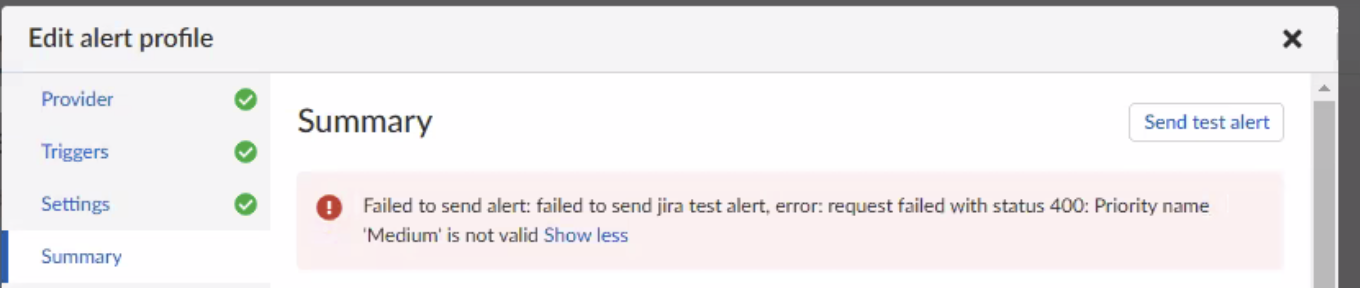 Edit alert profile
Provider
Triggers
Settings
Summary
Summary
Send test alert
Failed to send alert: failed to send jira test alert, error: request failed with status 400: Priority name
'Medium' is not valid Show less